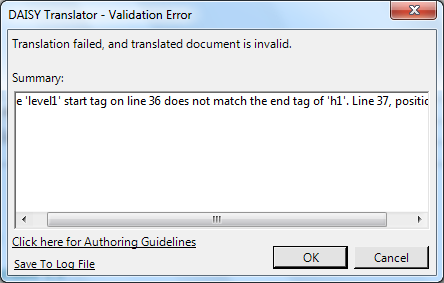 DAISY Translator - Validation Error
Translation failed, and translated document is invalid.
Summary:
e 'level1' start tag on line 36 does not match the end tag of 'h1'. Line 37, positio
Click here for Authoring Guidelines
Save To Log File
OK
Cancel